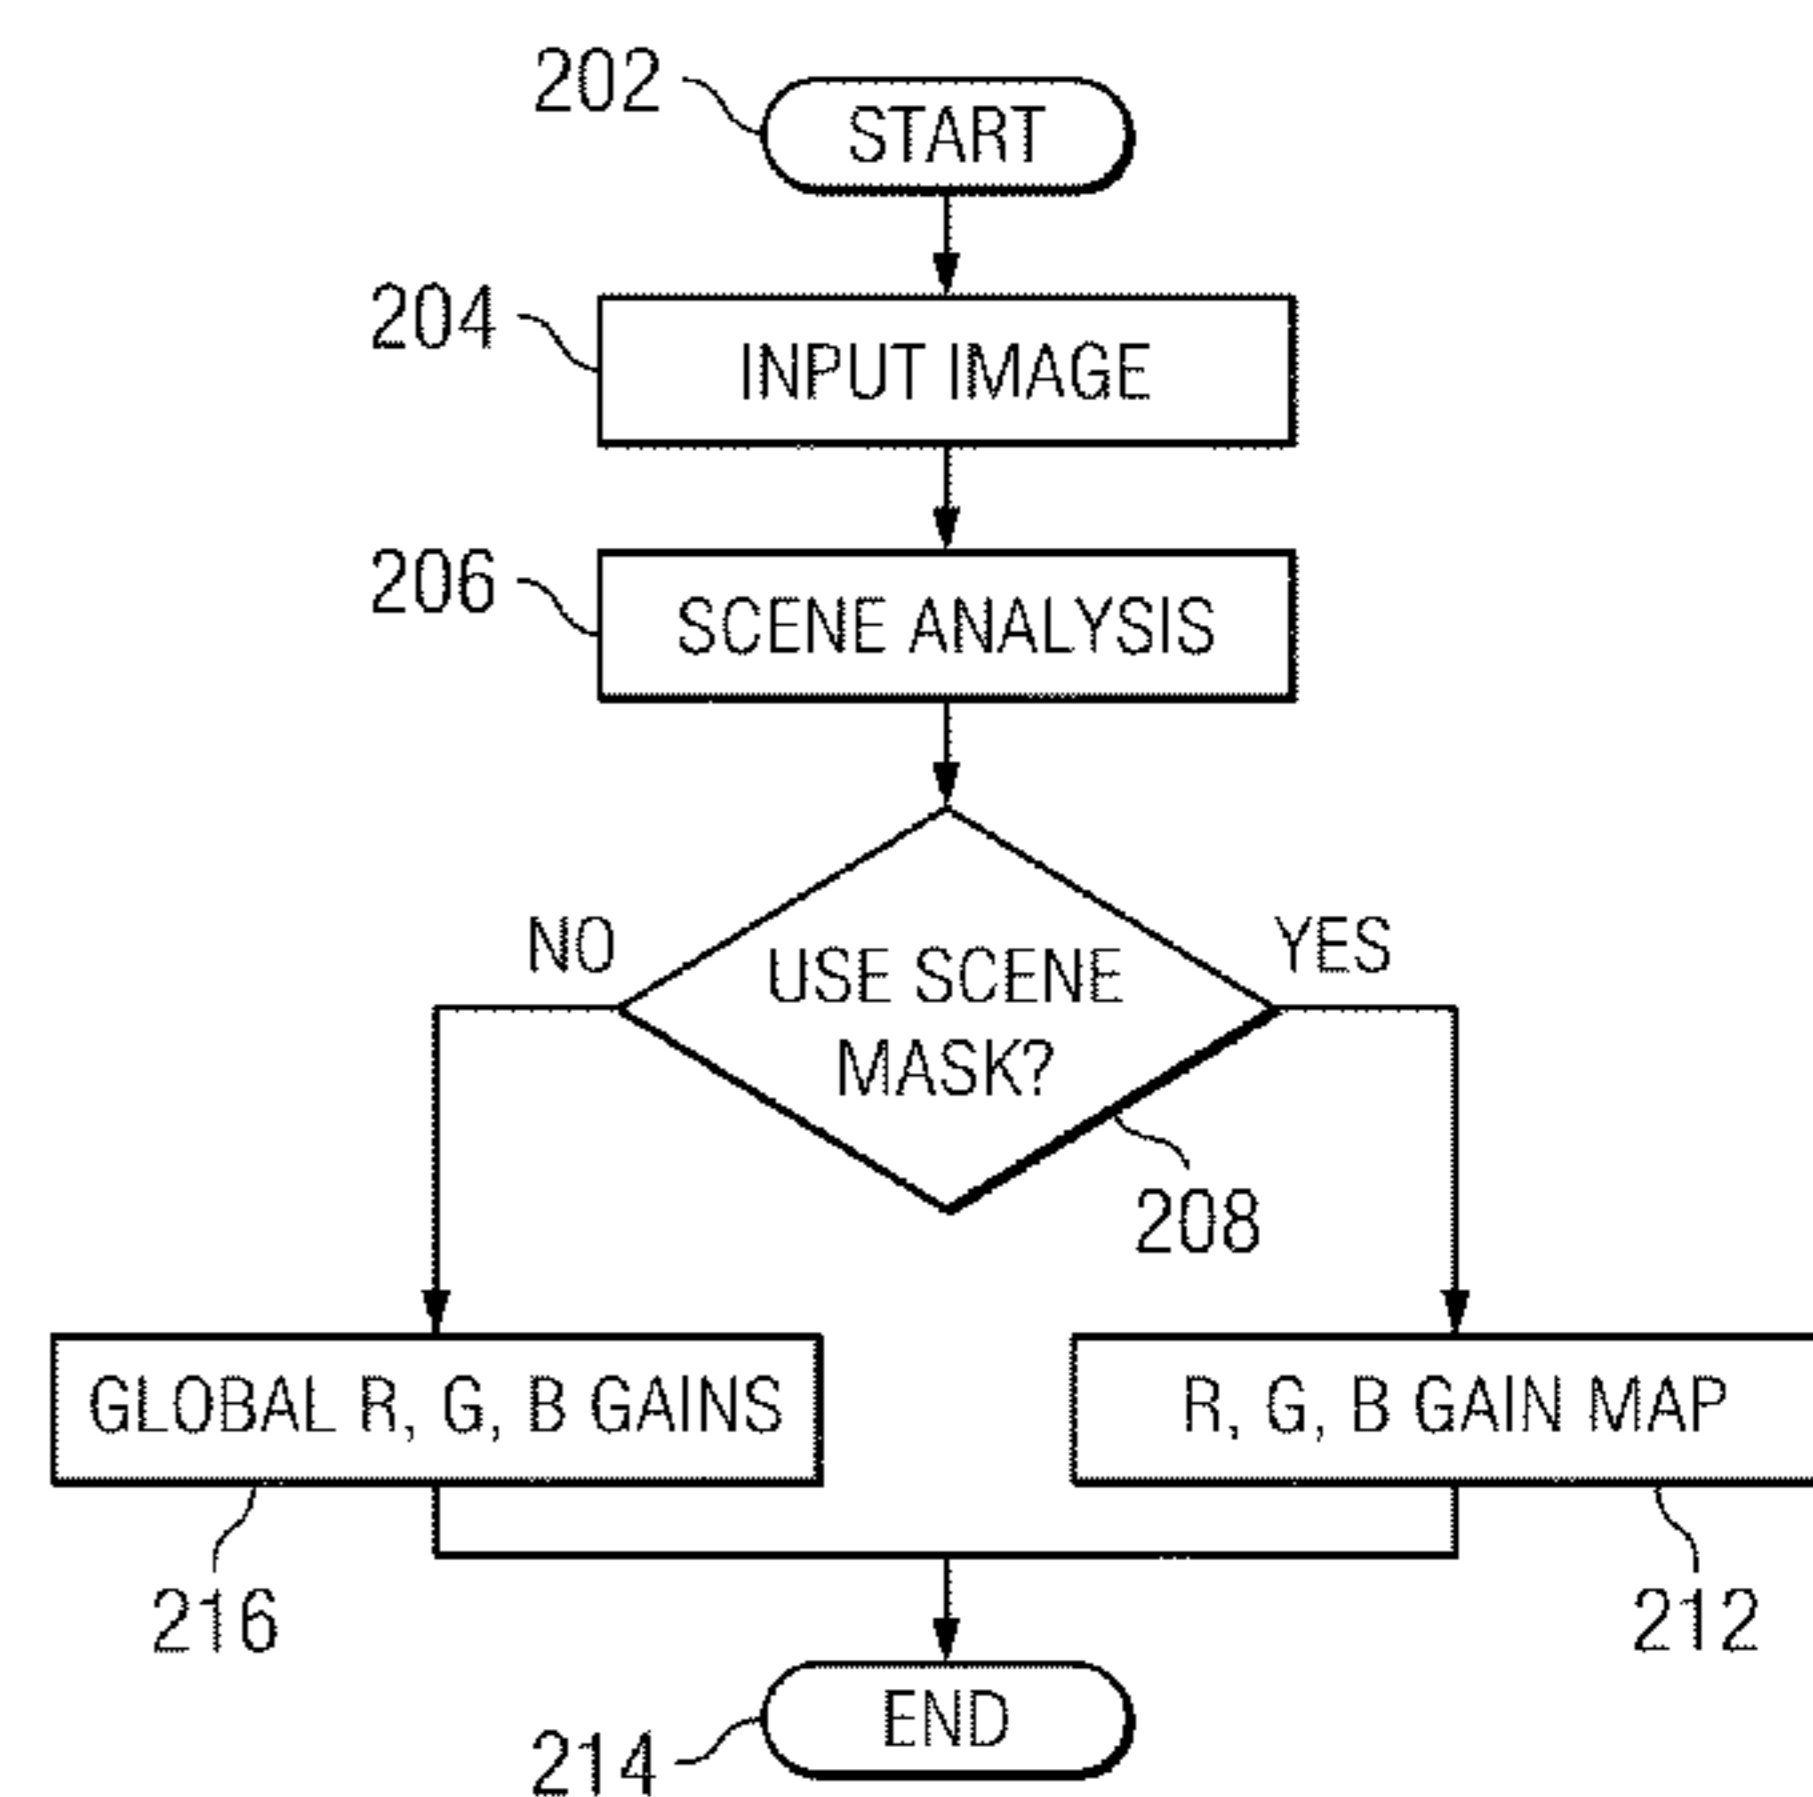 202
START
204
INPUT IMAGE
206
SCENE ANALYSIS
NO
YES
USE SCENE
MASK?
208
GLOBAL R, G, B GAINS
R, G, B GAIN MAP
216
212
END
214